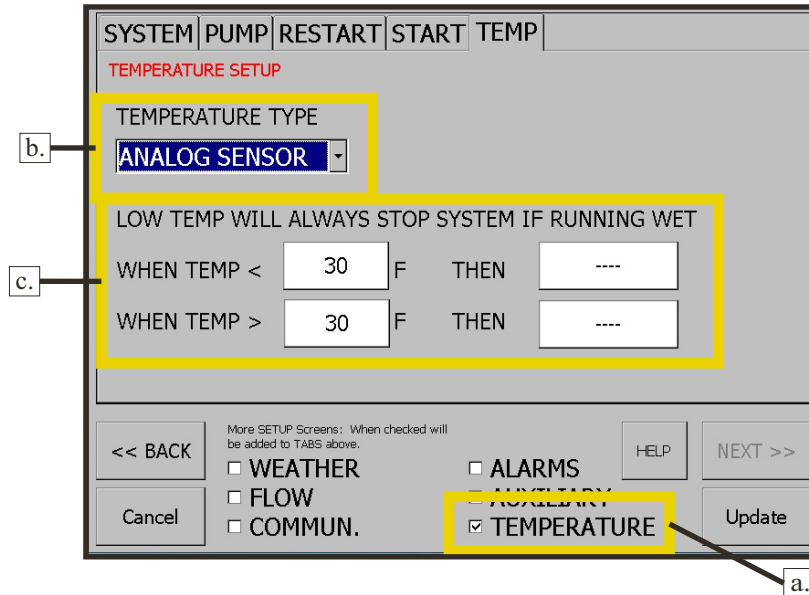 SYSTEM PUMP RESTART START TEMP
TEMPERATURE SETUP
TEMPERATURE TYPE
b.
ANALOG SENSOR
LOW TEMP WILL ALWAYS STOP SYSTEM IF RUNNING WET
c.
WHEN TEMP < 30 F THEN ----
WHEN TEMP > 30 F THEN ----
<< BACK
More SETUP Screens: When checked will
be added to TABS above.
HELP
NEXT >>
WEATHER
ALARMS
FLOW
AUXILIARY
Cancel
COMMUN.
TEMPERATURE
Update
a.